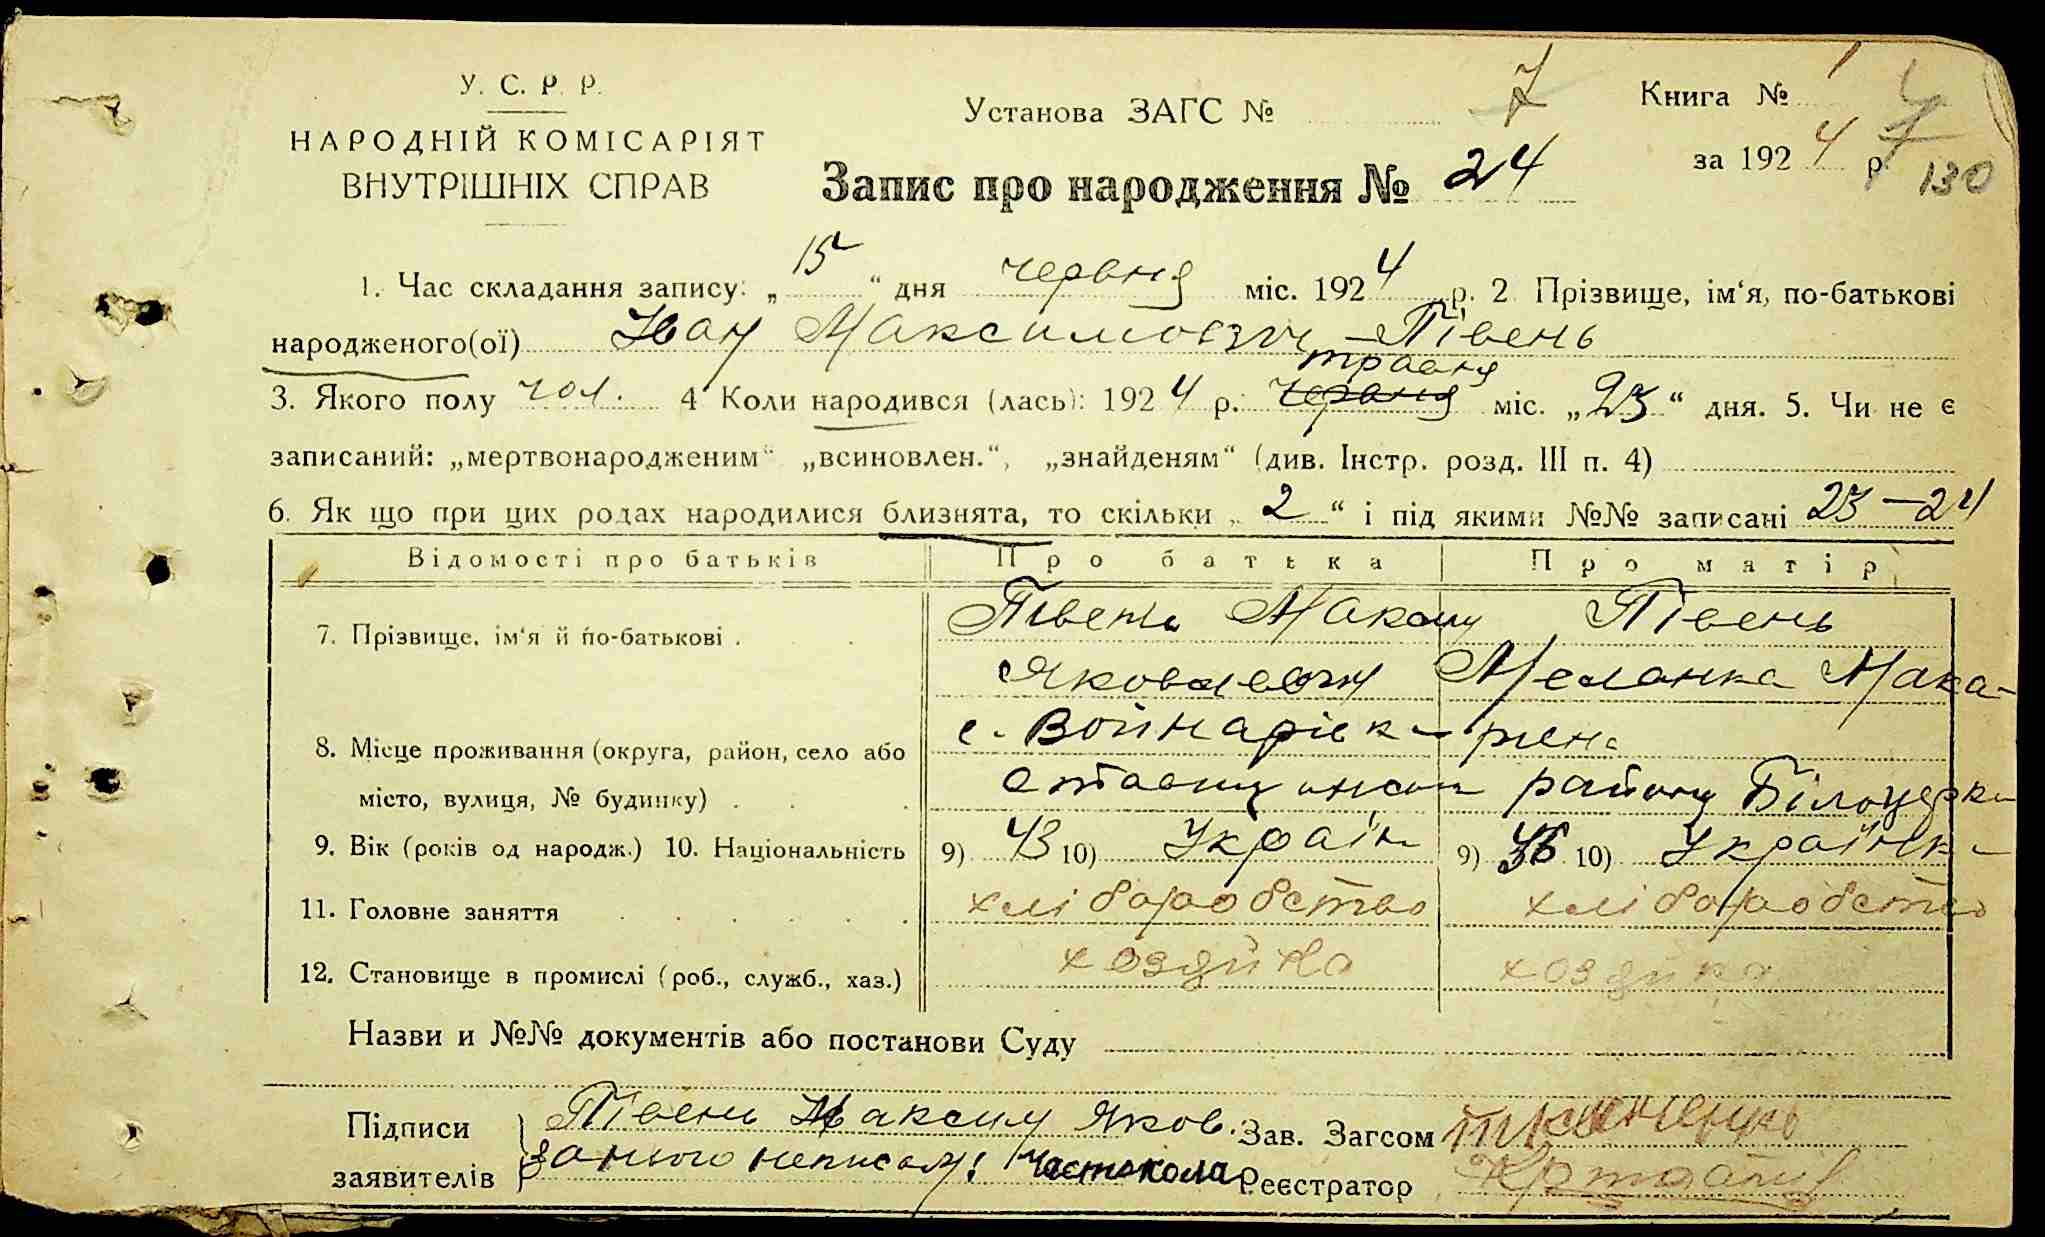 У. С. Р. Р.
НАРОДНІЙ КОМІСАРІЯТ
ВНУТРІШНІХ СПРАВ
Установа ЗАГС № 7
Книга № 1
за 1924 р.
130
Запис про народження № 24
1. Час складання запису: „15“ дня червня міс. 1924 р. 2 Прізвище, ім‘я, по-батькові
народженого(ої) Іван Максимович Півень
травня
3. Якого полу чол. 4 Коли народився (лась): 1924 р. червня міс. „23“ дня. 5. Чи не є
записаний: „мертвонародженим“ „всиновлен.“, „знайденям“ (див. Інстр. розд. III п. 4)
6. Як що при цих родах народилися близнята, то скільки „2“ і під якими №№ записані 23-24
Відомості про батьків Про батька Про матір
7. Прізвище, ім‘я й по-батькові Півень Максим Півень
Яковлевич Меланка Мака-
8. Місце проживання (округа, район, село або с. Войнарівка
місто, вулиця, № будинку) району Білоцерк
9. Вік (років од народж.) 10. Національність 9) 43 10) Украін 9) 36 10) Українка
11. Головне заняття хліборобство хліборобство
12. Становище в промислі (роб., служб., хаз.) хозяйка хозяйка
Назви и №№ документів або постанови Суду
Підписи Півень Максим Яков. Зав. Загсом
заявителів Реєстратор